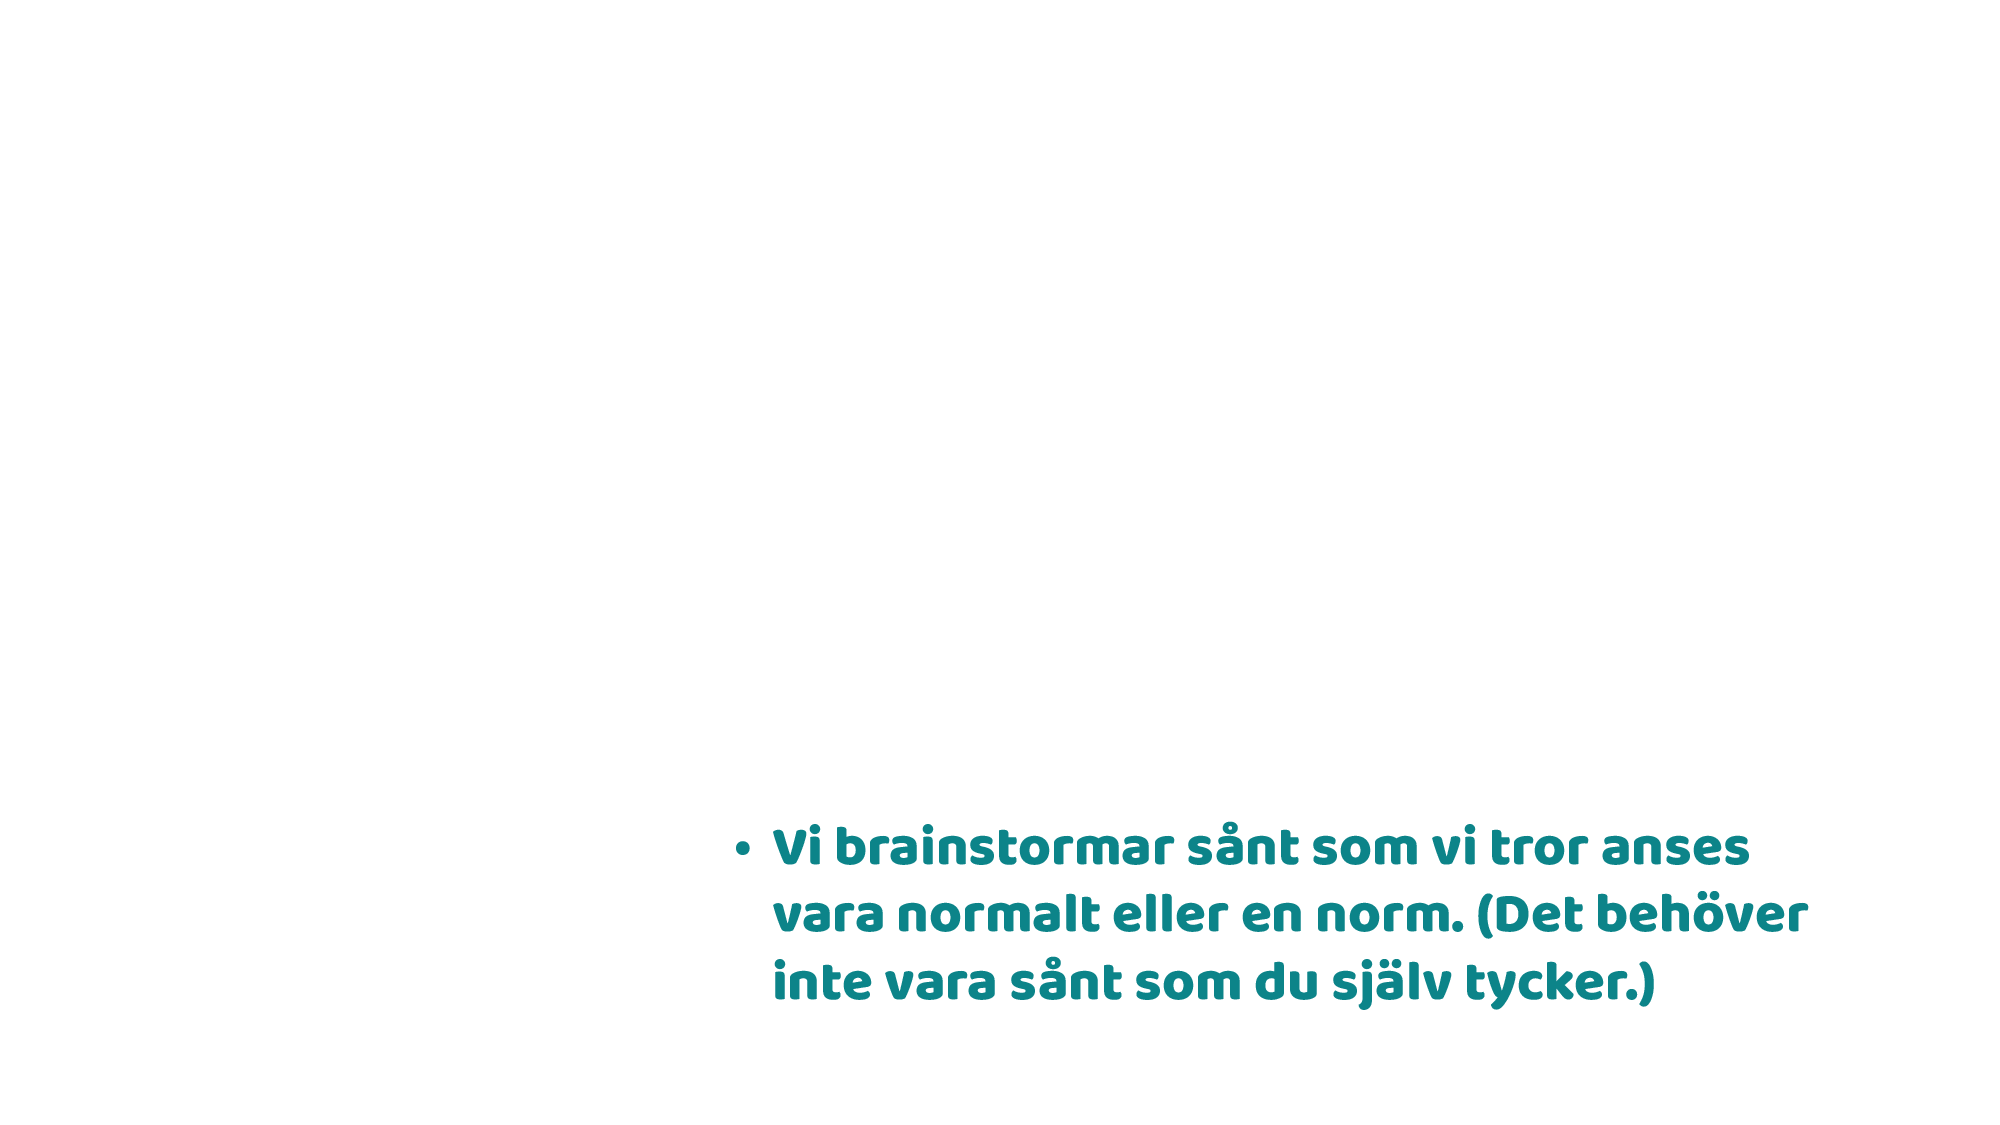 • Vi brainstormar sånt som vi tror anses
vara normalt eller en norm. (Det behöver
inte vara sånt som du själv tycker.)